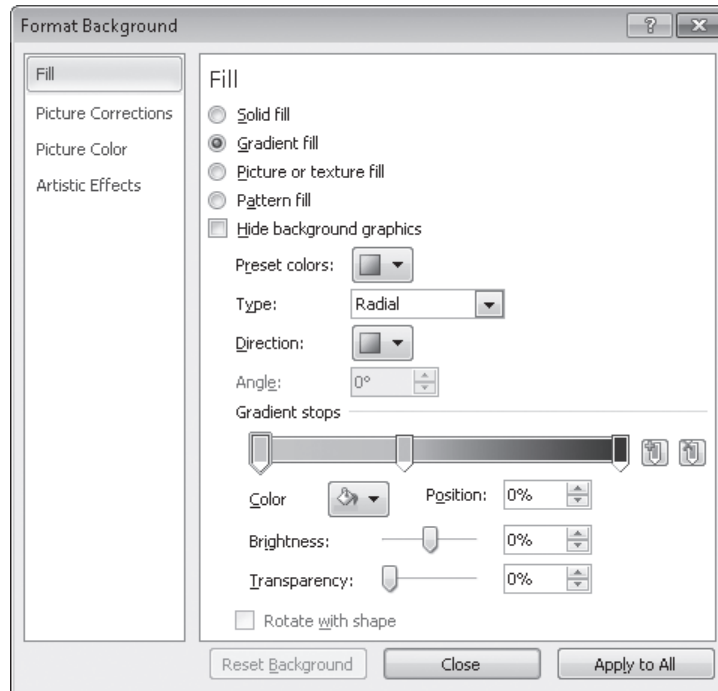 Format Background
Fill
Picture Corrections
Picture Color
Artistic Effects
Fill
Solid fill
Gradient fill
Picture or texture fill
Pattern fill
Hide background graphics
Preset colors:
Type: Radial
Direction:
Angle: 0°
Gradient stops
Color Position: 0%
Brightness: 0%
Transparency: 0%
Rotate with shape
Reset Background Close Apply to All